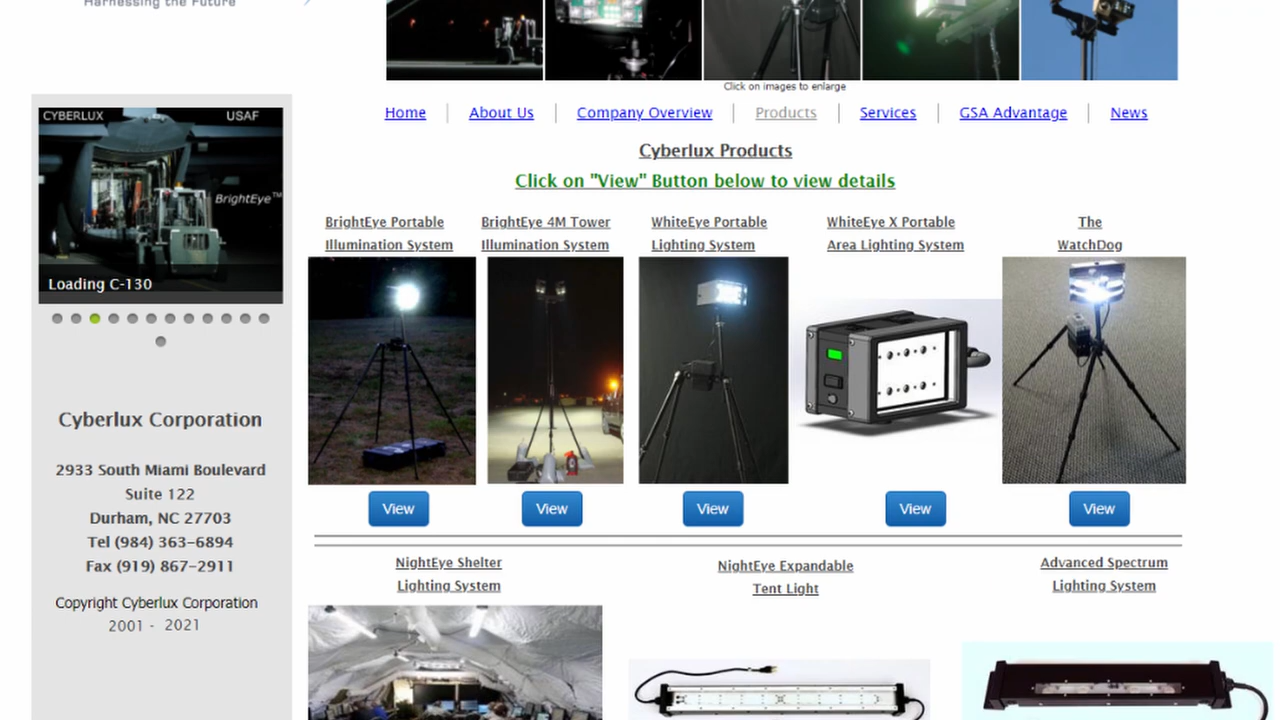 Harnessing the Future
Click on images to enlarge
Home About Us Company Overview Products Services GSA Advantage News
CYBERLUX USAF
BrightEye™
Loading C-130
Cyberlux Corporation
2933 South Miami Boulevard
Suite 122
Durham, NC 27703
Tel (984) 363-6894
Fax (919) 867-2911
Copyright Cyberlux Corporation
2001 - 2021
Cyberlux Products
Click on "View" Button below to view details
BrightEye Portable
Illumination System
BrightEye 4M Tower
Illumination System
WhiteEye Portable
Lighting System
WhiteEye X Portable
Area Lighting System
The
WatchDog
View View View View View
NightEye Shelter
Lighting System
NightEye Expandable
Tent Light
Advanced Spectrum
Lighting System